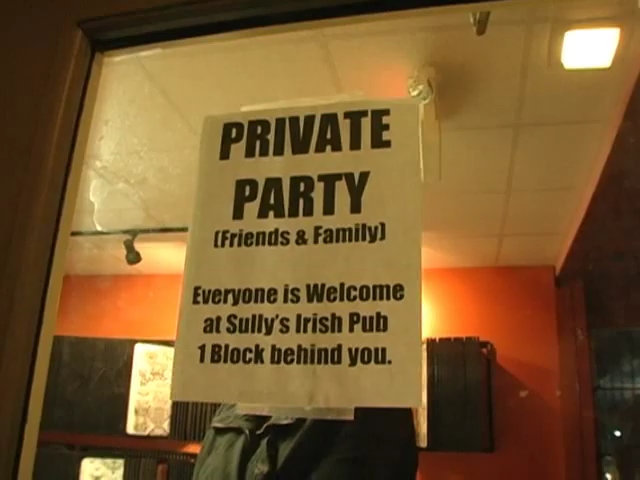 PRIVATE
PARTY
(Friends & Family)
Everyone is Welcome
at Sully's Irish Pub
1 Block behind you.